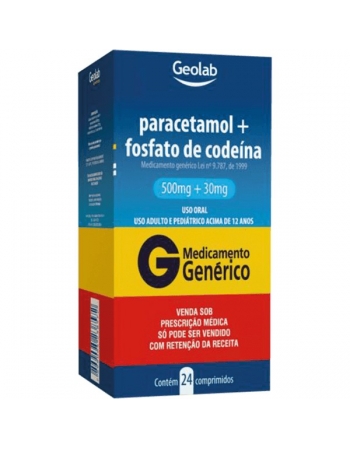 Geolab
paracetamol +
fosfato de codeína
Medicamento genérico Lei nº 9.787, de 1999
500mg + 30mg
USO ORAL
USO ADULTO E PEDIÁTRICO ACIMA DE 12 ANOS
G Medicamento
Genérico
VENDA SOB
PRESCRIÇÃO MÉDICA
SÓ PODE SER VENDIDO
COM RETENÇÃO DA RECEITA
Contém 24 comprimidos